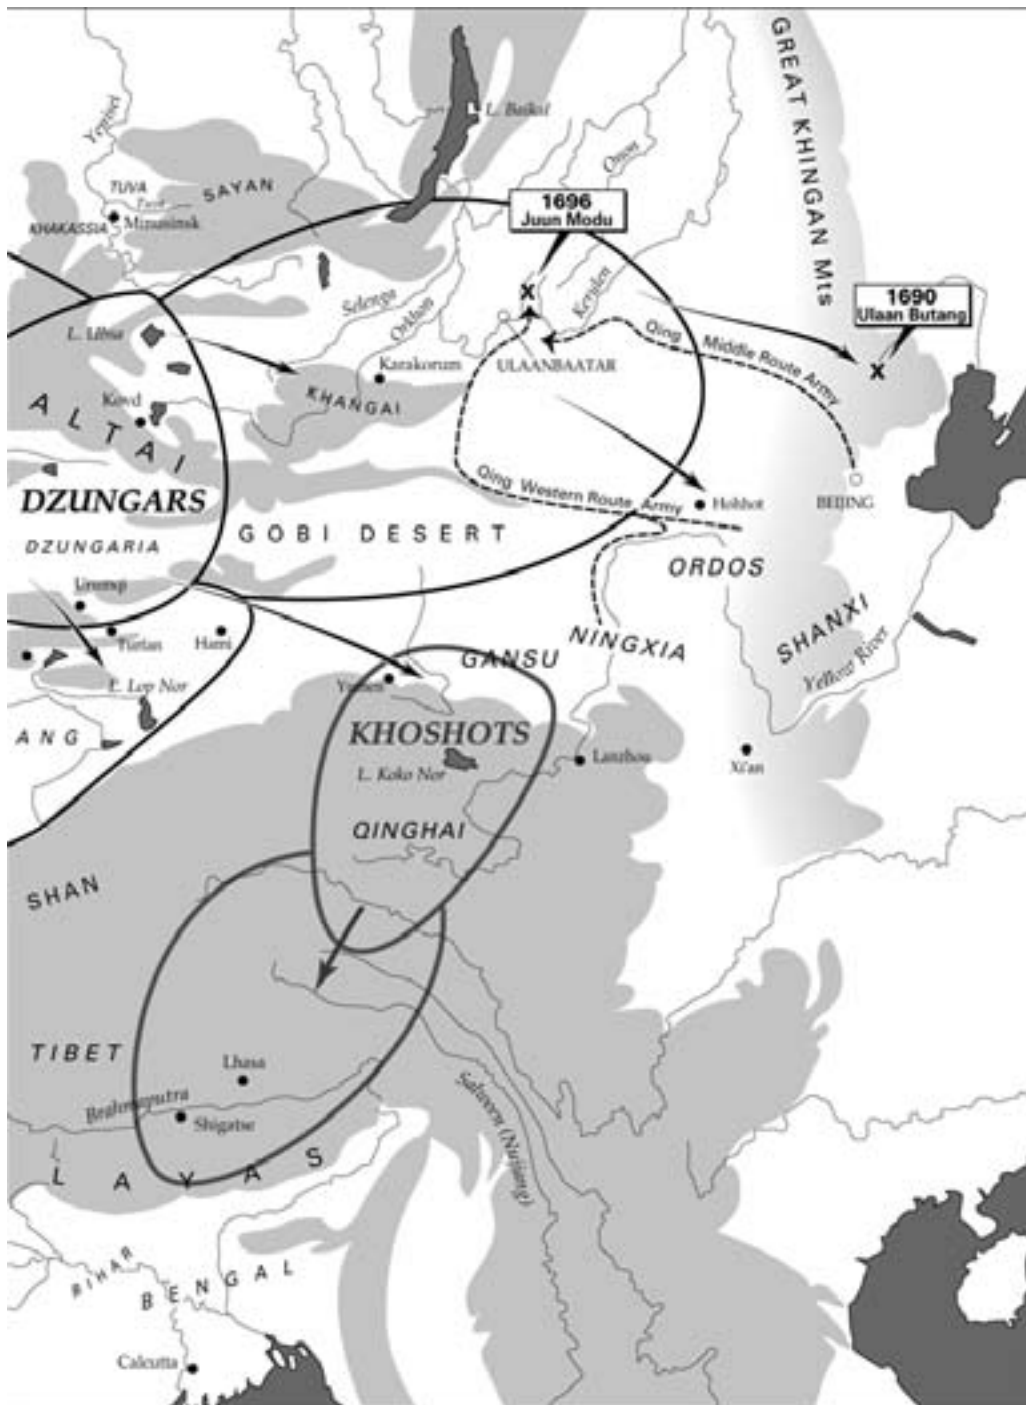 GREAT KHINGAN Mts
Yenisei
L. Baikal
Onon
TUVA
SAYAN
KHAKASSIA
Minusinsk
1696
Juun Modu
Selenga
Orkhon
Kerulen
1690
Ulaan Butang
L. Ubsa
Karakorum
ULAANBAATAR
Qing Middle Route Army
KHANGAI
Kovd
ALTAI
DZUNGARS
Qing Western Route Army
Hohhot
BEIJING
GOBI DESERT
DZUNGARIA
ORDOS
Urumqi
Turfan
Hami
NINGXIA
SHANXI
GANSU
Yellow River
L. Lop Nor
Yumen
ANG
KHOSHOTS
L. Koko Nor
Lanzhou
Xi'an
QINGHAI
SHAN
TIBET
Lhasa
Brahmaputra
Shigatse
Salween (Nujiang)
L A Y A S
BIHAR
BENGAL
Calcutta